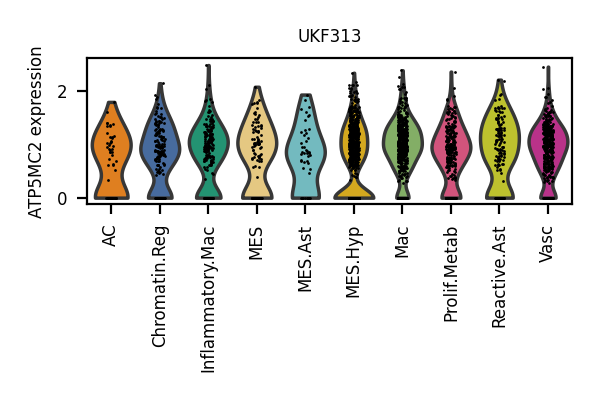 UKF313
ATP5MC2 expression
2
0
AC
Chromatin.Reg
Inflammatory.Mac
MES
MES.Ast
MES.Hyp
Mac
Prolif.Metab
Reactive.Ast
Vasc